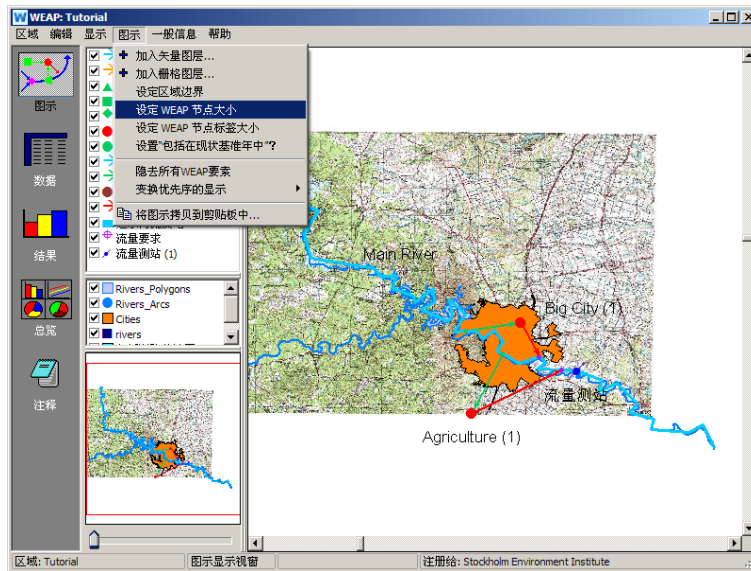 WEAP: Tutorial
区域 编辑 显示 图示 一般信息 帮助
加入矢量图层...
加入栅格图层...
设定区域边界
设定 WEAP 节点大小
设定 WEAP 节点标签大小
设置"包括在现状基准年中"?
隐去所有WEAP要素
变换优先序的显示
将图示拷贝到剪贴板中...
流量要求
流量测站 (1)
Rivers_Polygons
Rivers_Arcs
Cities
rivers
图示
数据
结果
总览
注释
Main River
Big City (1)
流量测站
Agriculture (1)
区域: Tutorial
图示显示视窗
注册给: Stockholm Environment Institute